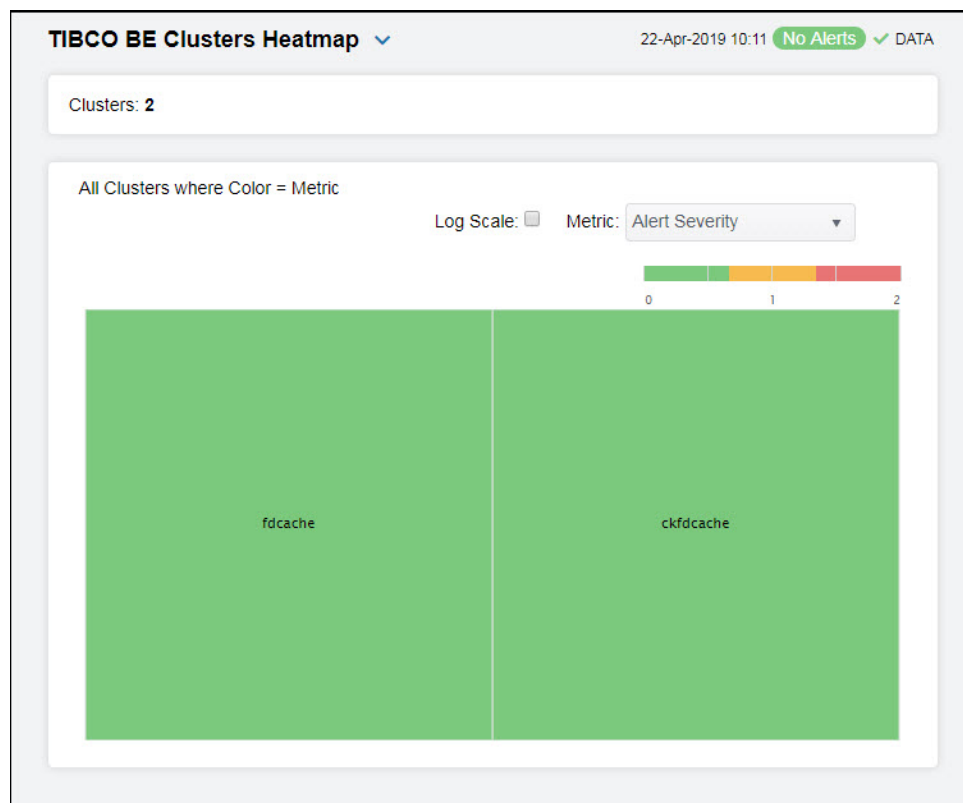 TIBCO BE Clusters Heatmap 22-Apr-2019 10:11 No Alerts DATA
Clusters: 2
All Clusters where Color = Metric
Log Scale: Metric: Alert Severity
0 1 2
fdcache ckfdcache